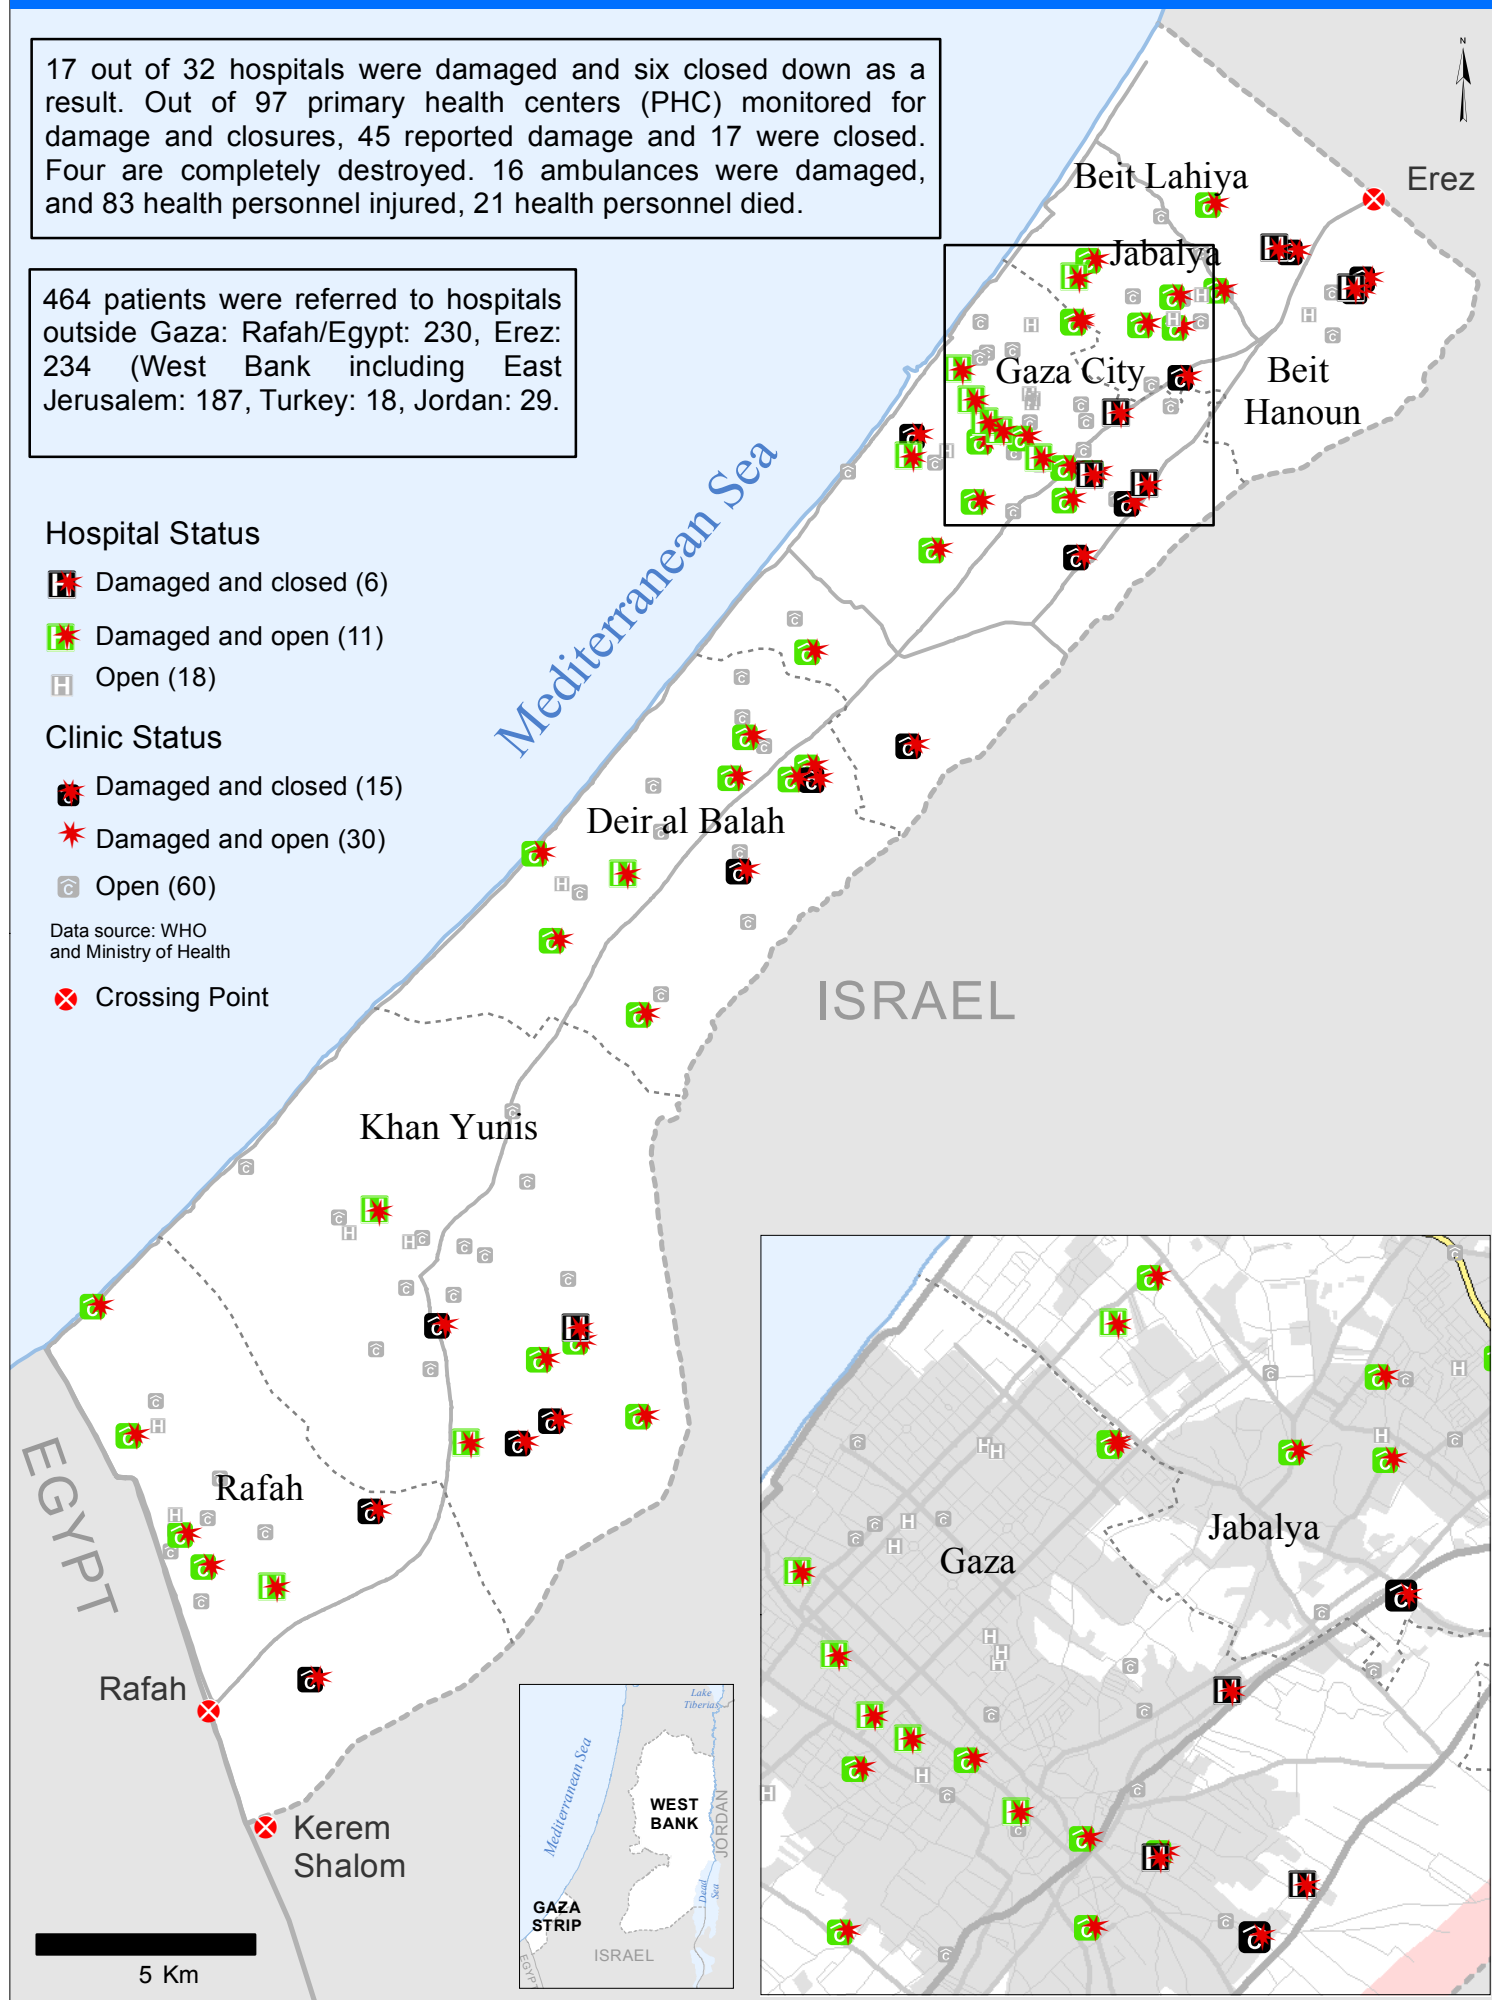 17 out of 32 hospitals were damaged and six closed down as a
result. Out of 97 primary health centers (PHC) monitored for
damage and closures, 45 reported damage and 17 were closed.
Four are completely destroyed. 16 ambulances were damaged,
and 83 health personnel injured, 21 health personnel died.
464 patients were referred to hospitals
outside Gaza: Rafah/Egypt: 230, Erez:
234 (West Bank including East
Jerusalem: 187, Turkey: 18, Jordan: 29.
N
Erez
Beit Lahiya
Jabalya
Gaza City
Beit
Hanoun
Mediterranean Sea
Hospital Status
Damaged and closed (6)
Damaged and open (11)
H Open (18)
Clinic Status
Damaged and closed (15)
Damaged and open (30)
C Open (60)
Data source: WHO
and Ministry of Health
Crossing Point
Deir al Balah
ISRAEL
Khan Yunis
EGYPT
Rafah
Rafah
Kerem
Shalom
5 Km
Lake
Tiberias
Mediterranean Sea
WEST
BANK
JORDAN
Dead
Sea
GAZA
STRIP
ISRAEL
EGYPT
Jabalya
Gaza